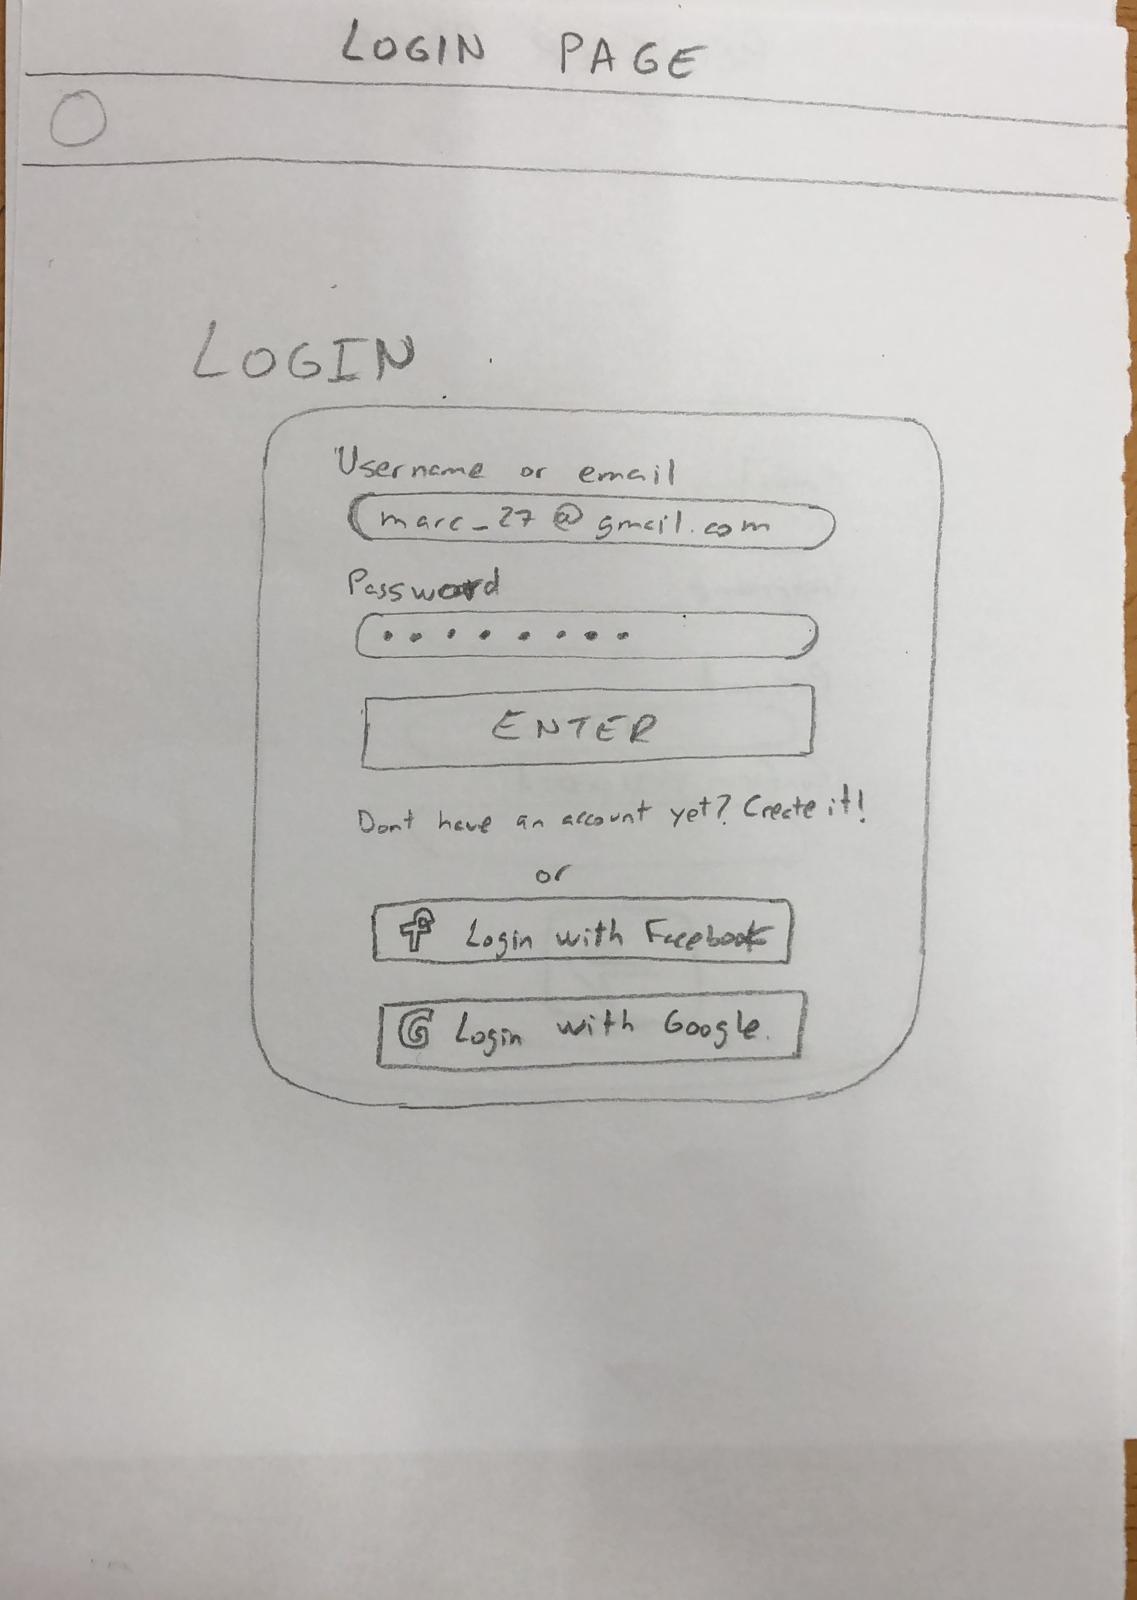 LOGIN PAGE
LOGIN
Username or email
marc_27@gmail.com
Password
ENTER
Dont have an account yet? Create it!
or
f Login with Facebook
G Login with Google.